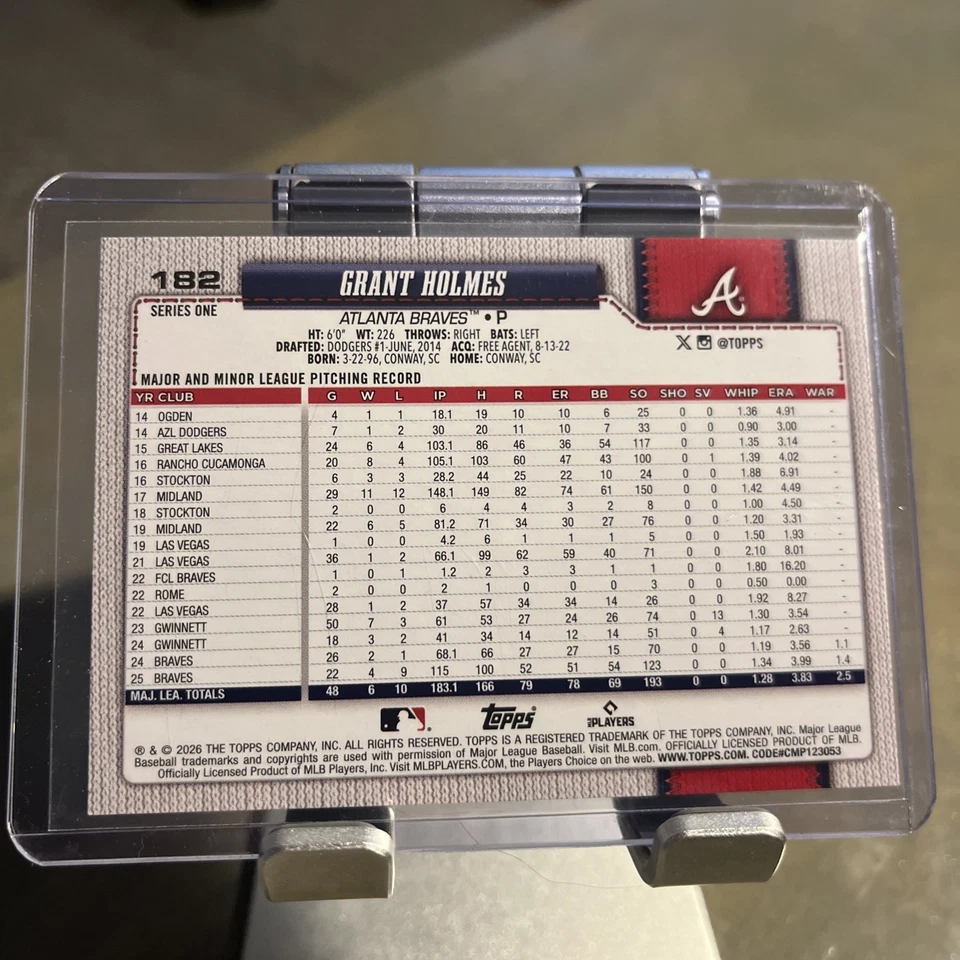 182
GRANT HOLMES
A
SERIES ONE
ATLANTA BRAVES™ • P
HT: 6'0" WT: 226 THROWS: RIGHT BATS: LEFT
DRAFTED: DODGERS #1-JUNE, 2014 ACQ: FREE AGENT, 8-13-22
BORN: 3-22-96, CONWAY, SC HOME: CONWAY, SC
X @TOPPS
MAJOR AND MINOR LEAGUE PITCHING RECORD
YR CLUB G W L IP H R ER BB SO SHO SV WHIP ERA WAR
14 OGDEN 4 1 1 18.1 19 10 10 6 25 0 0 1.36 4.91 -
14 AZL DODGERS 7 1 2 30 20 11 10 7 33 0 0 0.90 3.00 -
15 GREAT LAKES 24 6 4 103.1 86 46 36 54 117 0 0 1.35 3.14 -
16 RANCHO CUCAMONGA 20 8 4 105.1 103 60 47 43 100 0 1 1.39 4.02 -
16 STOCKTON 6 3 3 28.2 44 25 22 10 24 0 0 1.88 6.91 -
17 MIDLAND 29 11 12 148.1 149 82 74 61 150 0 0 1.42 4.49 -
18 STOCKTON 2 0 0 6 4 4 3 2 8 0 0 1.00 4.50 -
19 MIDLAND 22 6 5 81.2 71 34 30 27 76 0 0 1.20 3.31 -
19 LAS VEGAS 1 0 0 4.2 6 1 1 1 5 0 0 1.50 1.93 -
21 LAS VEGAS 36 1 2 66.1 99 62 59 40 71 0 0 2.10 8.01 -
22 FCL BRAVES 1 0 1 1.2 2 3 3 1 1 0 0 1.80 16.20 -
22 ROME 2 0 0 2 1 0 0 0 3 0 0 0.50 0.00 -
22 LAS VEGAS 28 1 2 37 57 34 34 14 26 0 0 1.92 8.27 -
23 GWINNETT 50 7 3 61 53 27 24 26 74 0 13 1.30 3.54 -
24 GWINNETT 18 3 2 41 34 14 12 14 51 0 4 1.17 2.63 -
24 BRAVES 26 2 1 68.1 66 27 27 15 70 0 0 1.19 3.56 1.1
25 BRAVES 22 4 9 115 100 52 51 54 123 0 0 1.34 3.99 1.4
MAJ. LEA. TOTALS 48 6 10 183.1 166 79 78 69 193 0 0 1.28 3.83 2.5
topps MLB PLAYERS
® & © 2026 THE TOPPS COMPANY, INC. ALL RIGHTS RESERVED. TOPPS IS A REGISTERED TRADEMARK OF THE TOPPS COMPANY, INC. Major League
Baseball trademarks and copyrights are used with permission of Major League Baseball. Visit MLB.com. OFFICIALLY LICENSED PRODUCT OF MLB.
Officially Licensed Product of MLB Players, Inc. Visit MLBPLAYERS.COM, the Players Choice on the web. WWW.TOPPS.COM. CODE#CMP123053